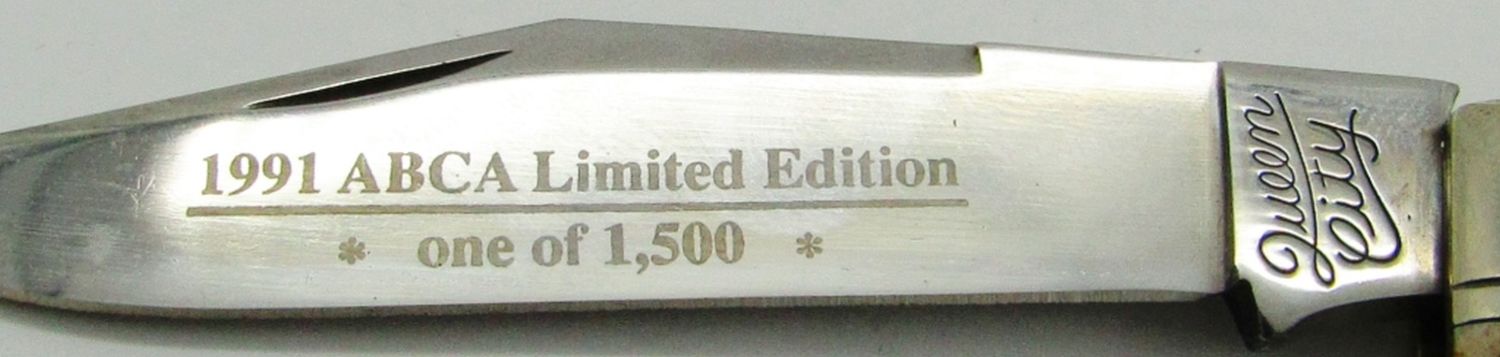 1991 ABCA Limited Edition
* one of 1,500 *
Queen
City